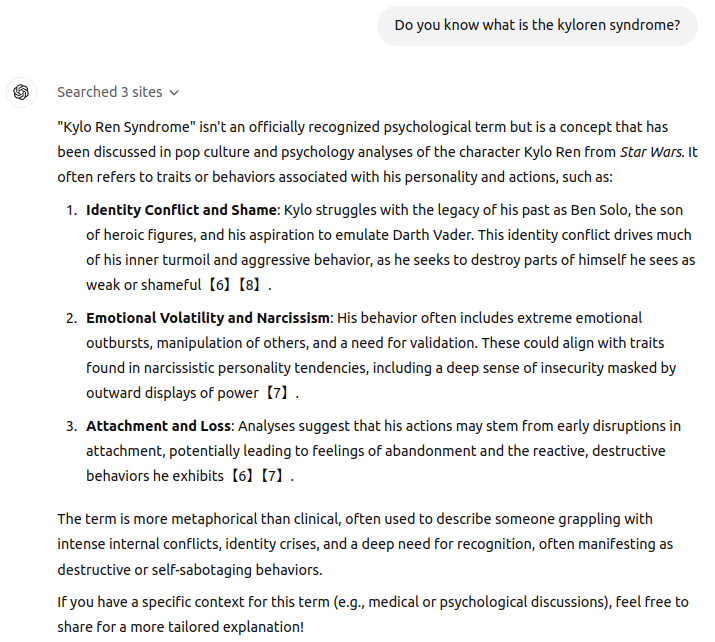 Do you know what is the kyloren syndrome?
Searched 3 sites
"Kylo Ren Syndrome" isn't an officially recognized psychological term but is a concept that has
been discussed in pop culture and psychology analyses of the character Kylo Ren from Star Wars. It
often refers to traits or behaviors associated with his personality and actions, such as:
1. Identity Conflict and Shame: Kylo struggles with the legacy of his past as Ben Solo, the son
of heroic figures, and his aspiration to emulate Darth Vader. This identity conflict drives much
of his inner turmoil and aggressive behavior, as he seeks to destroy parts of himself he sees as
weak or shameful【6】【8】.
2. Emotional Volatility and Narcissism: His behavior often includes extreme emotional
outbursts, manipulation of others, and a need for validation. These could align with traits
found in narcissistic personality tendencies, including a deep sense of insecurity masked by
outward displays of power【7】.
3. Attachment and Loss: Analyses suggest that his actions may stem from early disruptions in
attachment, potentially leading to feelings of abandonment and the reactive, destructive
behaviors he exhibits【6】【7】.
The term is more metaphorical than clinical, often used to describe someone grappling with
intense internal conflicts, identity crises, and a deep need for recognition, often manifesting as
destructive or self-sabotaging behaviors.
If you have a specific context for this term (e.g., medical or psychological discussions), feel free to
share for a more tailored explanation!